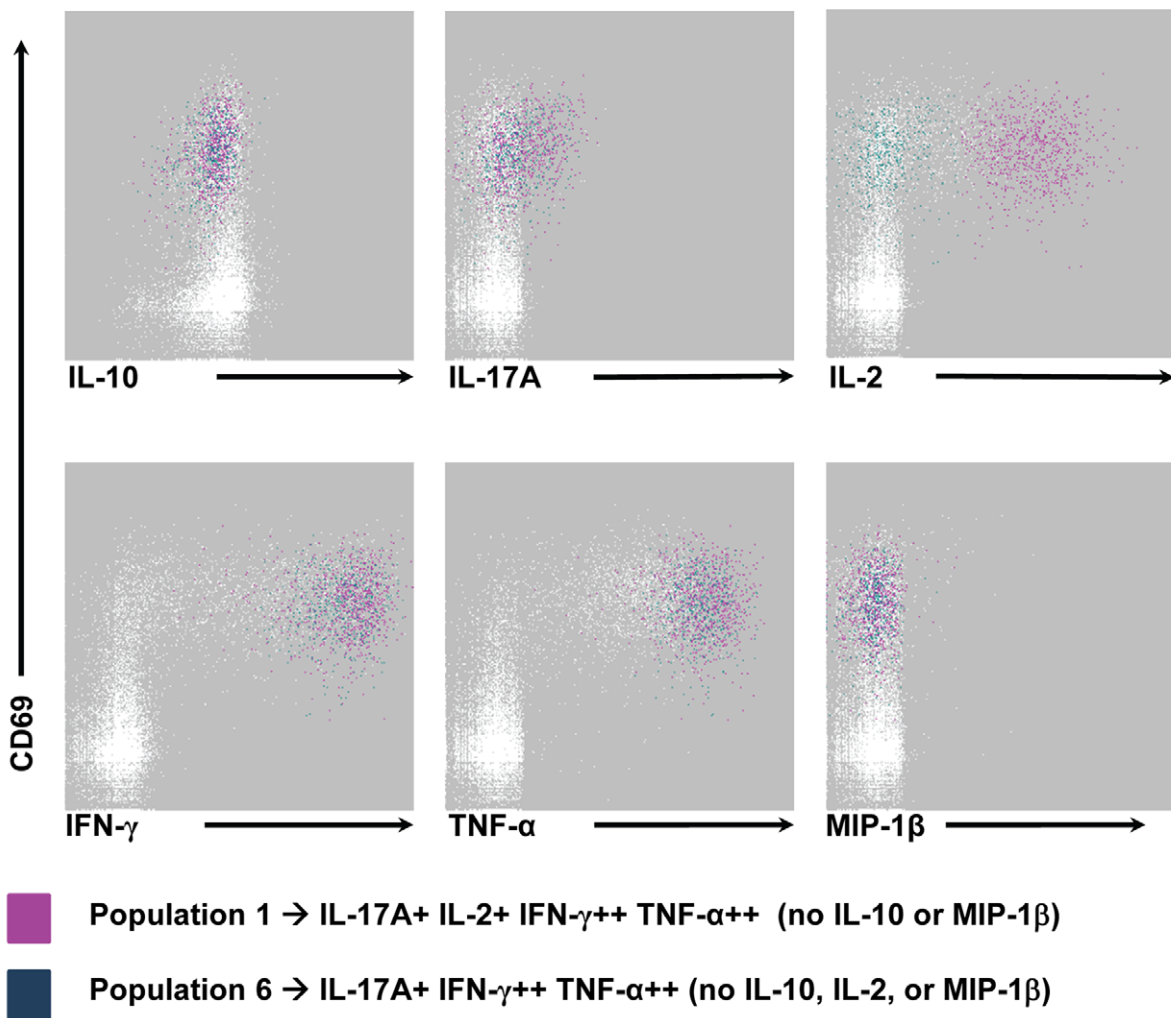 IL-10
IL-17A
IL-2
CD69
IFN-γ
TNF-α
MIP-1β
Population 1 → IL-17A+ IL-2+ IFN-γ++ TNF-α++ (no IL-10 or MIP-1β)
Population 6 → IL-17A+ IFN-γ++ TNF-α++ (no IL-10, IL-2, or MIP-1β)